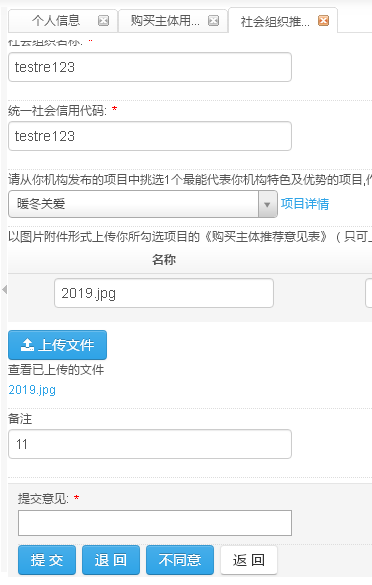 个人信息 购买主体用... 社会组织推...
社会组织名称: *
testre123
统一社会信用代码: *
testre123
请从你机构发布的项目中挑选1个最能代表你机构特色及优势的项目,作
暖冬关爱 项目详情
以图片附件形式上传你所勾选项目的《购买主体推荐意见表》( 只可上
名称
2019.jpg
上传文件
查看已上传的文件
2019.jpg
备注
11
提交意见: *
提 交 退 回 不同意 返 回